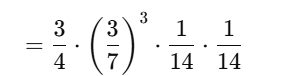 = 3/4 · (3/7)³ · 1/14 · 1/14